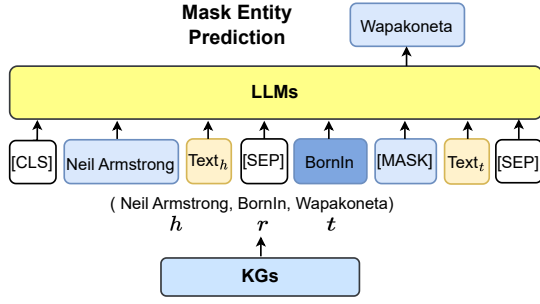 Mask Entity
Prediction
Wapakoneta
LLMs
[CLS] Neil Armstrong Text_h [SEP] BornIn [MASK] Text_t [SEP]
( Neil Armstrong, BornIn, Wapakoneta)
h r t
KGs